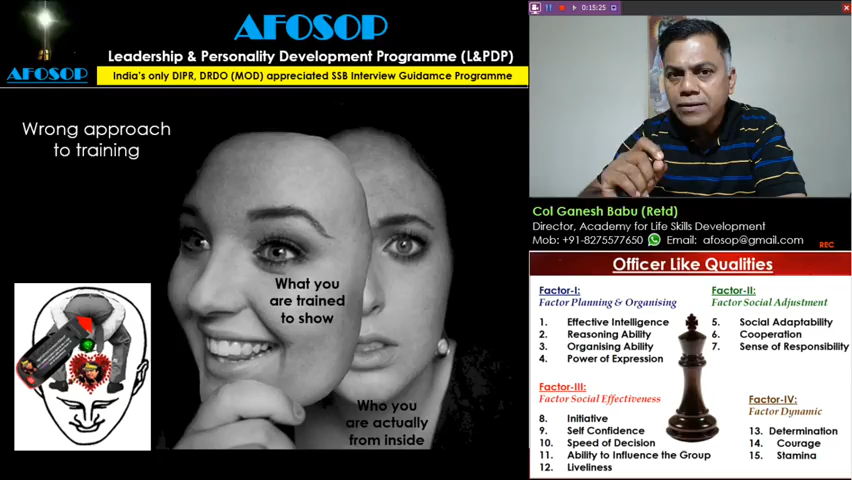 AFOSOP
AFOSOP
Leadership & Personality Development Programme (L&PDP)
India's only DIPR, DRDO (MOD) appreciated SSB Interview Guidamce Programme
Wrong approach
to training
What you
are trained
to show
Who you
are actually
from inside
0:15:25
Col Ganesh Babu (Retd)
Director, Academy for Life Skills Development
Mob: +91-8275577650 Email: afosop@gmail.com
REC
Officer Like Qualities
Factor-I:
Factor Planning & Organising
1. Effective Intelligence
2. Reasoning Ability
3. Organising Ability
4. Power of Expression
Factor-II:
Factor Social Adjustment
5. Social Adaptability
6. Cooperation
7. Sense of Responsibility
Factor-III:
Factor Social Effectiveness
8. Initiative
9. Self Confidence
10. Speed of Decision
11. Ability to Influence the Group
12. Liveliness
Factor-IV:
Factor Dynamic
13. Determination
14. Courage
15. Stamina